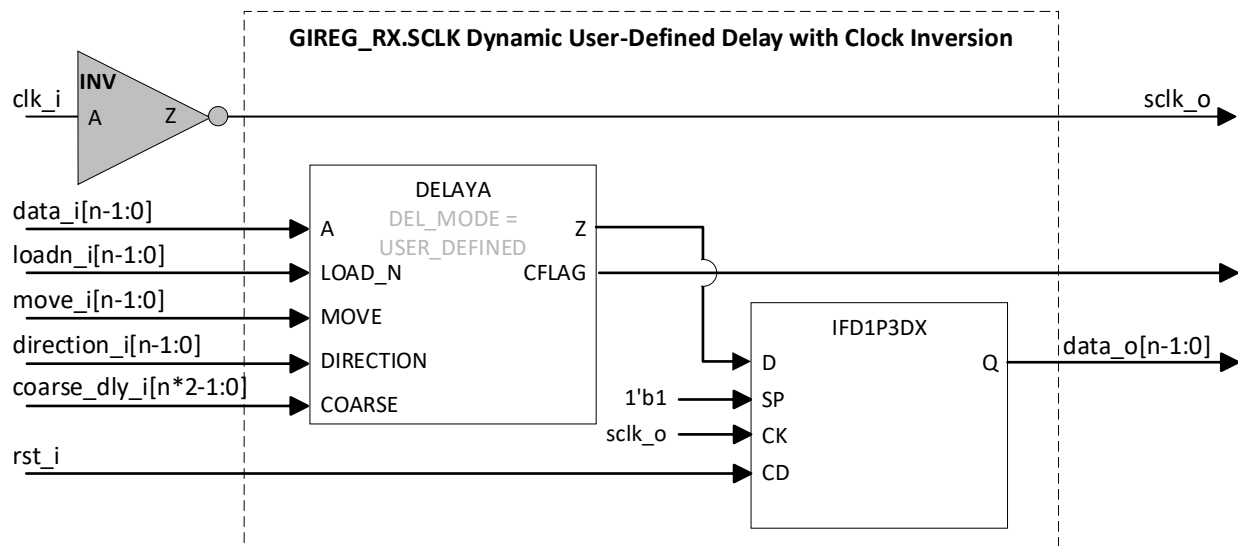 GIREG_RX.SCLK Dynamic User-Defined Delay with Clock Inversion
INV
clk_i
A
Z
sclk_o
DELAYA
DEL_MODE =
USER_DEFINED
data_i[n-1:0]
A
Z
loadn_i[n-1:0]
LOAD_N
CFLAG
move_i[n-1:0]
MOVE
IFD1P3DX
direction_i[n-1:0]
DIRECTION
D
Q
data_o[n-1:0]
coarse_dly_i[n*2-1:0]
COARSE
1'b1
SP
sclk_o
CK
rst_i
CD